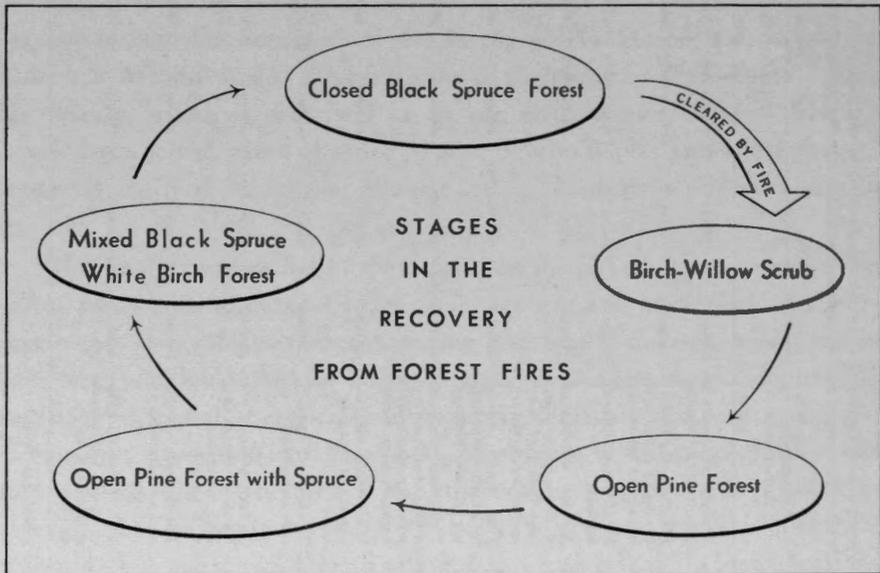 Closed Black Spruce Forest
CLEARED BY FIRE
Mixed Black Spruce
White Birch Forest
STAGES
IN THE
RECOVERY
FROM FOREST FIRES
Birch-Willow Scrub
Open Pine Forest with Spruce
Open Pine Forest